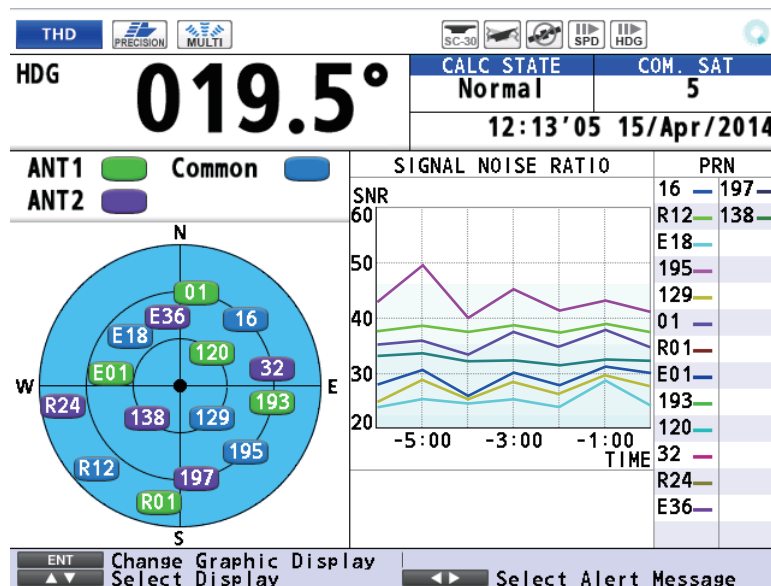 THD PRECISION MULTI SC-30 SPD HDG
HDG 019.5°
CALC STATE COM. SAT
Normal 5
12:13'05 15/Apr/2014
ANT1 Common
ANT2
N
01
E36 16
E18
120
E01 32
W E
R24 193
138 129
195
R12
197
R01
S
SIGNAL NOISE RATIO
SNR
60
50
40
30
20
-5:00 -3:00 -1:00
TIME
PRN
16 197
R12 138
E18
195
129
01
R01
E01
193
120
32
R24
E36
ENT Change Graphic Display
▲▼ Select Display ◀▶ Select Alert Message